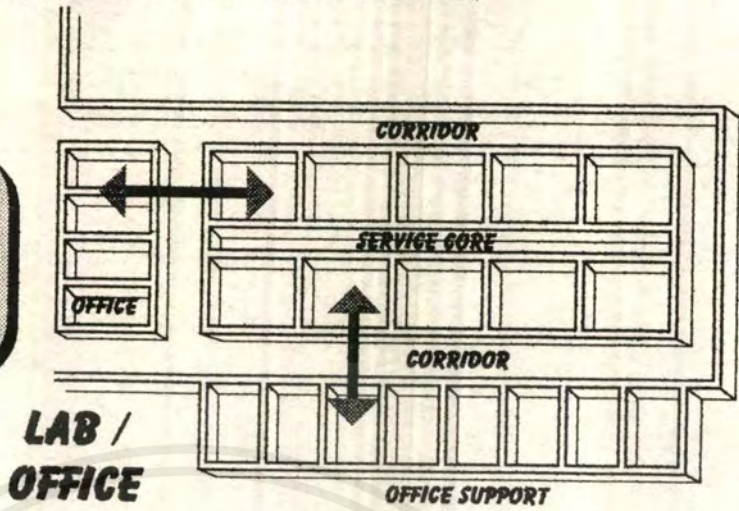 CORRIDOR
SERVICE CORE
OFFICE
CORRIDOR
LAB /
OFFICE
OFFICE SUPPORT